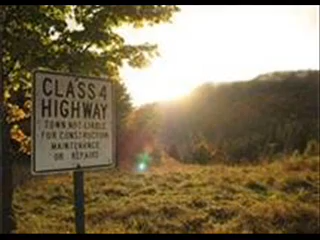 CLASS 4
HIGHWAY
TOWN NOT LIABLE
FOR CONSTRUCTION
MAINTENANCE
OR REPAIRS